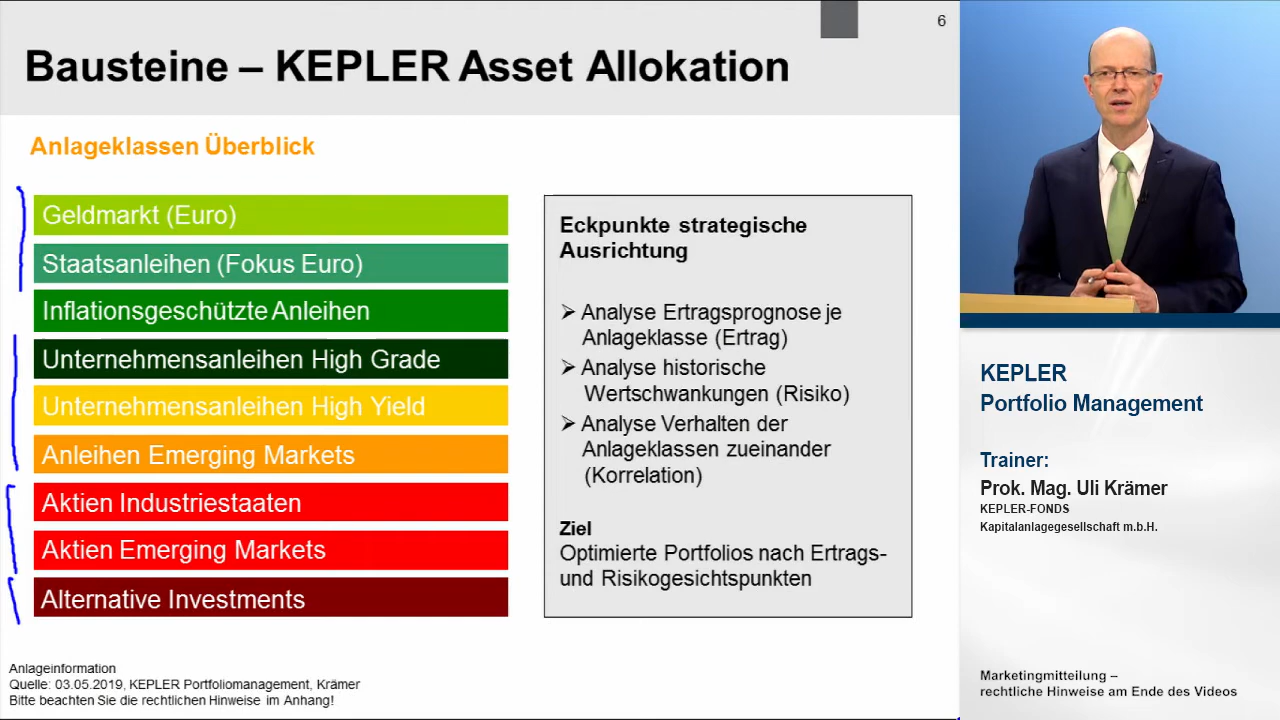 6
Bausteine – KEPLER Asset Allokation
Anlageklassen Überblick
Geldmarkt (Euro)
Staatsanleihen (Fokus Euro)
Inflationsgeschützte Anleihen
Unternehmensanleihen High Grade
Unternehmensanleihen High Yield
Anleihen Emerging Markets
Aktien Industriestaaten
Aktien Emerging Markets
Alternative Investments
Eckpunkte strategische
Ausrichtung
➢ Analyse Ertragsprognose je
Anlageklasse (Ertrag)
➢ Analyse historische
Wertschwankungen (Risiko)
➢ Analyse Verhalten der
Anlageklassen zueinander
(Korrelation)
Ziel
Optimierte Portfolios nach Ertrags-
und Risikogesichtspunkten
Anlageinformation
Quelle: 03.05.2019, KEPLER Portfoliomanagement, Krämer
Bitte beachten Sie die rechtlichen Hinweise im Anhang!
KEPLER
Portfolio Management
Trainer:
Prok. Mag. Uli Krämer
KEPLER-FONDS
Kapitalanlagegesellschaft m.b.H.
Marketingmitteilung –
rechtliche Hinweise am Ende des Videos